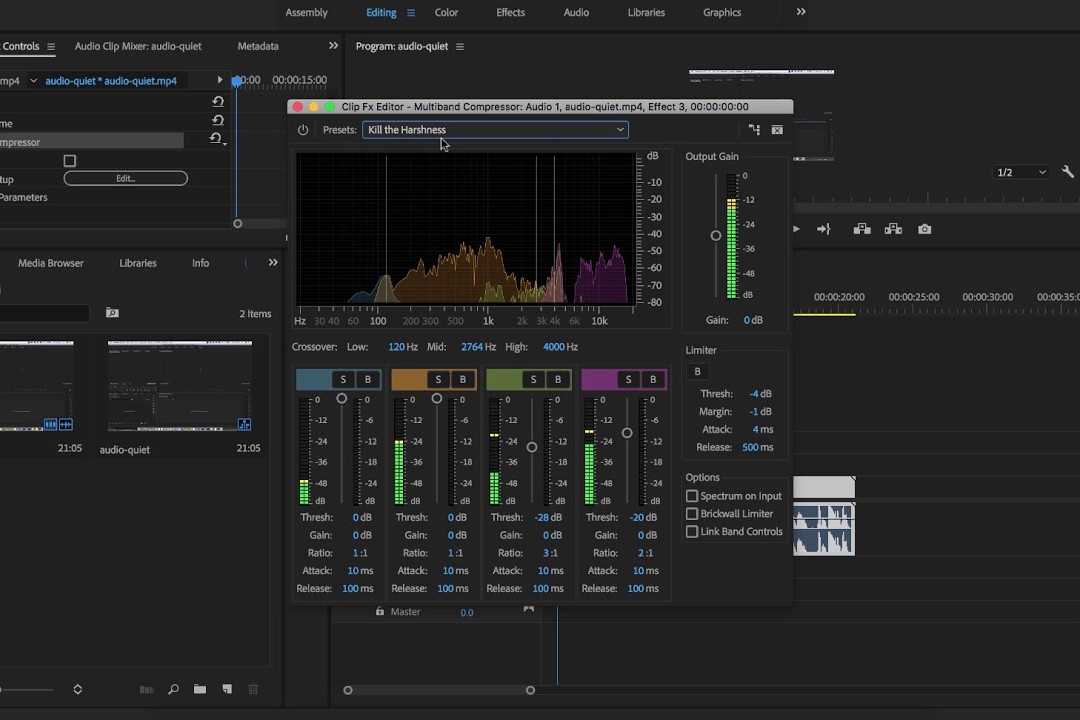 Assembly Editing Color Effects Audio Libraries Graphics
Controls Audio Clip Mixer: audio-quiet Metadata Program: audio-quiet
mp4 audio-quiet * audio-quiet.mp4 :00:00 00:00:15:00
Clip Fx Editor - Multiband Compressor: Audio 1, audio-quiet.mp4, Effect 3, 00:00:00:00
Presets: Kill the Harshness
Edit...
Parameters
1/2
dB
-10
-20
-30
-40
-50
-60
-70
-80
Hz 30 40 60 100 200 300 500 1k 2k 3k 4k 6k 10k
Output Gain
0
-12
-24
-36
-48
dB
Gain: 0 dB
Media Browser Libraries Info
2 Items
00:00:20:00 00:00:25:00 00:00:30:00 00:00:35:0
Crossover: Low: 120 Hz Mid: 2764 Hz High: 4000 Hz
S B S B S B S B
0 0 0 0 0 0 0 0
-12 -6 -12 -6 -12 -6 -12 -6
-24 -12 -24 -12 -24 -12 -24 -12
-36 -18 -36 -18 -36 -18 -36 -18
-48 -24 -48 -24 -48 -24 -48 -24
dB dB dB dB dB dB dB dB
Thresh: 0 dB Thresh: 0 dB Thresh: -28 dB Thresh: -20 dB
Gain: 0 dB Gain: 0 dB Gain: 0 dB Gain: 0 dB
Ratio: 1 :1 Ratio: 1 :1 Ratio: 3 :1 Ratio: 2 :1
Attack: 10 ms Attack: 10 ms Attack: 10 ms Attack: 10 ms
Release: 100 ms Release: 100 ms Release: 100 ms Release: 100 ms
Limiter
B
Thresh: -4 dB
Margin: -1 dB
Attack: 4 ms
Release: 500 ms
Options
Spectrum on Input
Brickwall Limiter
Link Band Controls
21:05 audio-quiet 21:05
Master 0.0